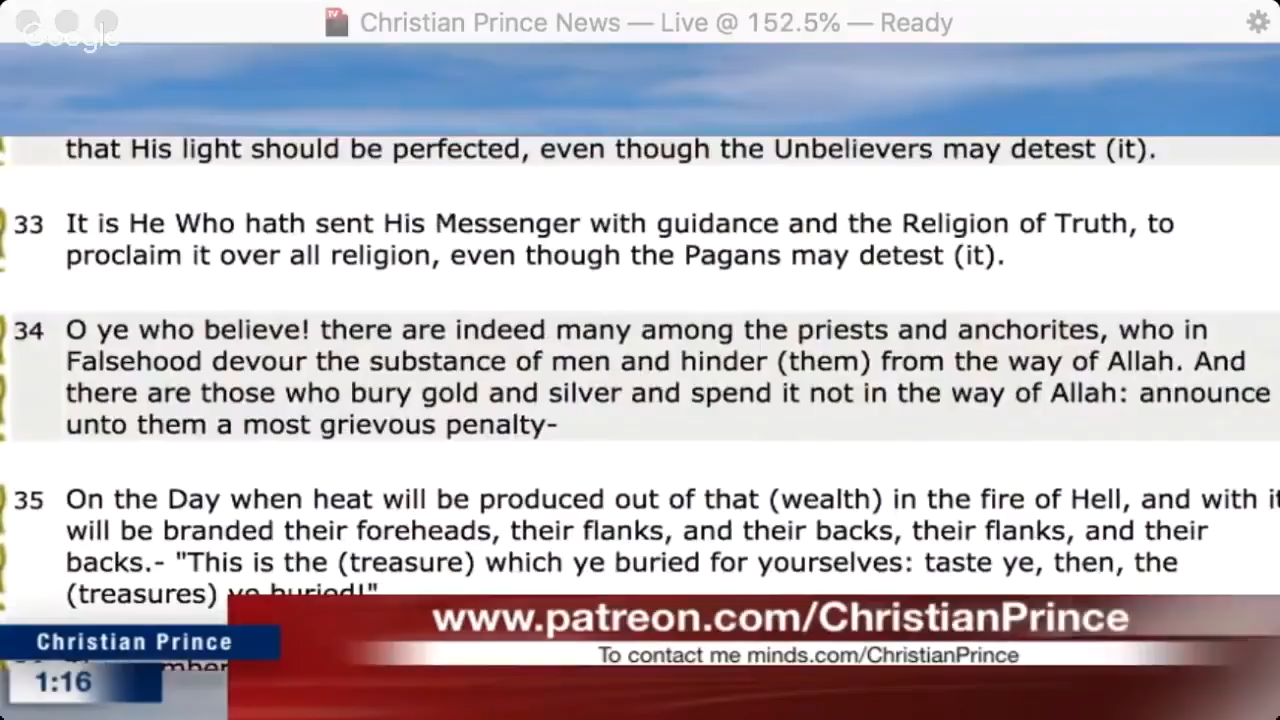 Christian Prince News — Live @ 152.5% — Ready
Google
that His light should be perfected, even though the Unbelievers may detest (it).
33 It is He Who hath sent His Messenger with guidance and the Religion of Truth, to
proclaim it over all religion, even though the Pagans may detest (it).
34 O ye who believe! there are indeed many among the priests and anchorites, who in
Falsehood devour the substance of men and hinder (them) from the way of Allah. And
there are those who bury gold and silver and spend it not in the way of Allah: announce
unto them a most grievous penalty-
35 On the Day when heat will be produced out of that (wealth) in the fire of Hell, and with it
will be branded their foreheads, their flanks, and their backs, their flanks, and their
backs.- "This is the (treasure) which ye buried for yourselves: taste ye, then, the
(treasures) ye buried!"
www.patreon.com/ChristianPrince
Christian Prince
To contact me minds.com/ChristianPrince
1:16